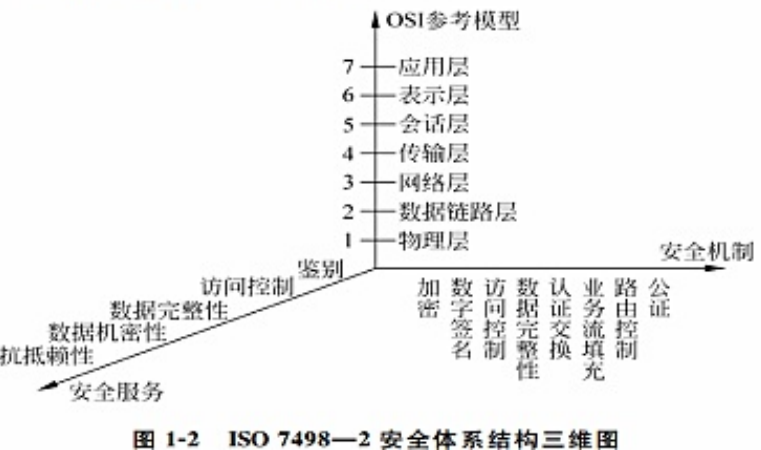 OSI参考模型
7 应用层
6 表示层
5 会话层
4 传输层
3 网络层
2 数据链路层
1 物理层
安全机制
加密
数字签名
访问控制
数据完整性
认证交换
业务流填充
路由控制
公证
鉴别
访问控制
数据完整性
数据机密性
抗抵赖性
安全服务
图 1-2 ISO 7498—2 安全体系结构三维图